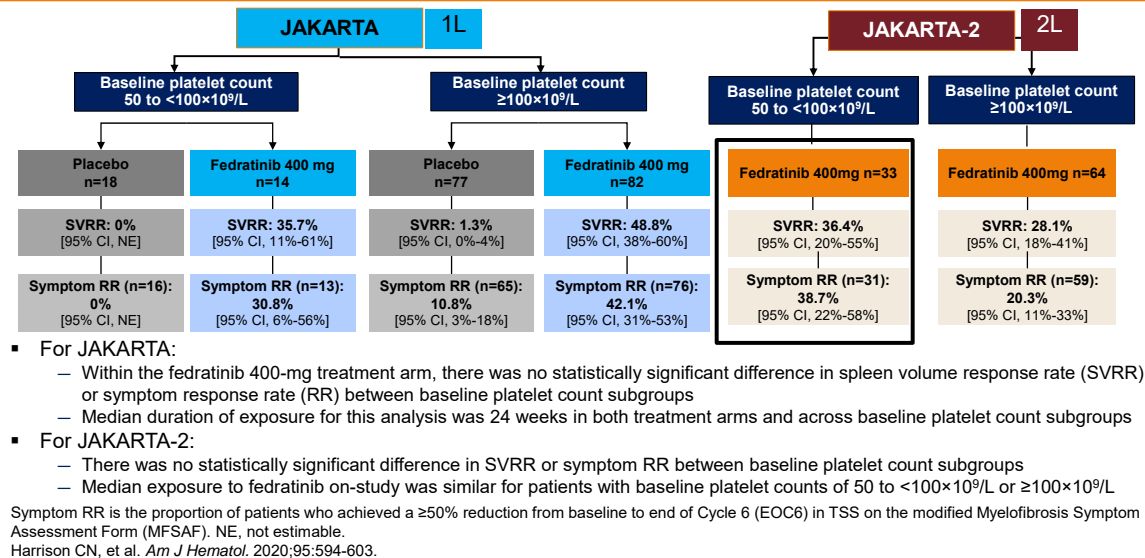 JAKARTA
1L
JAKARTA-2
2L
Baseline platelet count
50 to <100×10⁹/L
Baseline platelet count
≥100×10⁹/L
Baseline platelet count
50 to <100×10⁹/L
Baseline platelet count
≥100×10⁹/L
Placebo
n=18
Fedratinib 400 mg
n=14
Placebo
n=77
Fedratinib 400 mg
n=82
Fedratinib 400mg n=33
Fedratinib 400mg n=64
SVRR: 0%
[95% CI, NE]
SVRR: 35.7%
[95% CI, 11%-61%]
SVRR: 1.3%
[95% CI, 0%-4%]
SVRR: 48.8%
[95% CI, 38%-60%]
SVRR: 36.4%
[95% CI, 20%-55%]
SVRR: 28.1%
[95% CI, 18%-41%]
Symptom RR (n=16):
0%
[95% CI, NE]
Symptom RR (n=13):
30.8%
[95% CI, 6%-56%]
Symptom RR (n=65):
10.8%
[95% CI, 3%-18%]
Symptom RR (n=76):
42.1%
[95% CI, 31%-53%]
Symptom RR (n=31):
38.7%
[95% CI, 22%-58%]
Symptom RR (n=59):
20.3%
[95% CI, 11%-33%]
▪ For JAKARTA:
– Within the fedratinib 400-mg treatment arm, there was no statistically significant difference in spleen volume response rate (SVRR)
or symptom response rate (RR) between baseline platelet count subgroups
– Median duration of exposure for this analysis was 24 weeks in both treatment arms and across baseline platelet count subgroups
▪ For JAKARTA-2:
– There was no statistically significant difference in SVRR or symptom RR between baseline platelet count subgroups
– Median exposure to fedratinib on-study was similar for patients with baseline platelet counts of 50 to <100×10⁹/L or ≥100×10⁹/L
Symptom RR is the proportion of patients who achieved a ≥50% reduction from baseline to end of Cycle 6 (EOC6) in TSS on the modified Myelofibrosis Symptom
Assessment Form (MFSAF). NE, not estimable.
Harrison CN, et al. Am J Hematol. 2020;95:594-603.